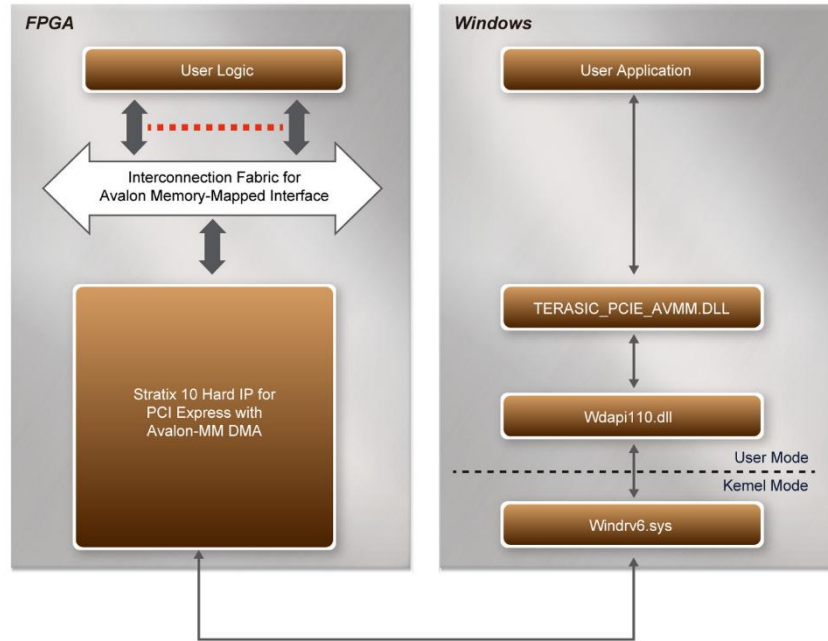 FPGA
User Logic
Interconnection Fabric for
Avalon Memory-Mapped Interface
Stratix 10 Hard IP for
PCI Express with
Avalon-MM DMA
Windows
User Application
TERASIC_PCIE_AVMM.DLL
Wdapi110.dll
User Mode
Kemel Mode
Windrv6.sys